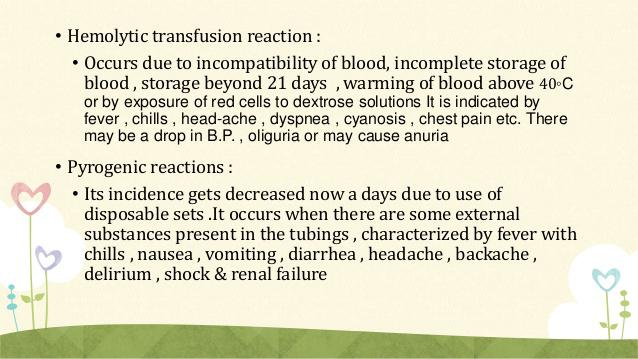 • Hemolytic transfusion reaction :
• Occurs due to incompatibility of blood, incomplete storage of
blood , storage beyond 21 days , warming of blood above 40◦C
or by exposure of red cells to dextrose solutions It is indicated by
fever , chills , head-ache , dyspnea , cyanosis , chest pain etc. There
may be a drop in B.P. , oliguria or may cause anuria
• Pyrogenic reactions :
• Its incidence gets decreased now a days due to use of
disposable sets .It occurs when there are some external
substances present in the tubings , characterized by fever with
chills , nausea , vomiting , diarrhea , headache , backache ,
delirium , shock & renal failure